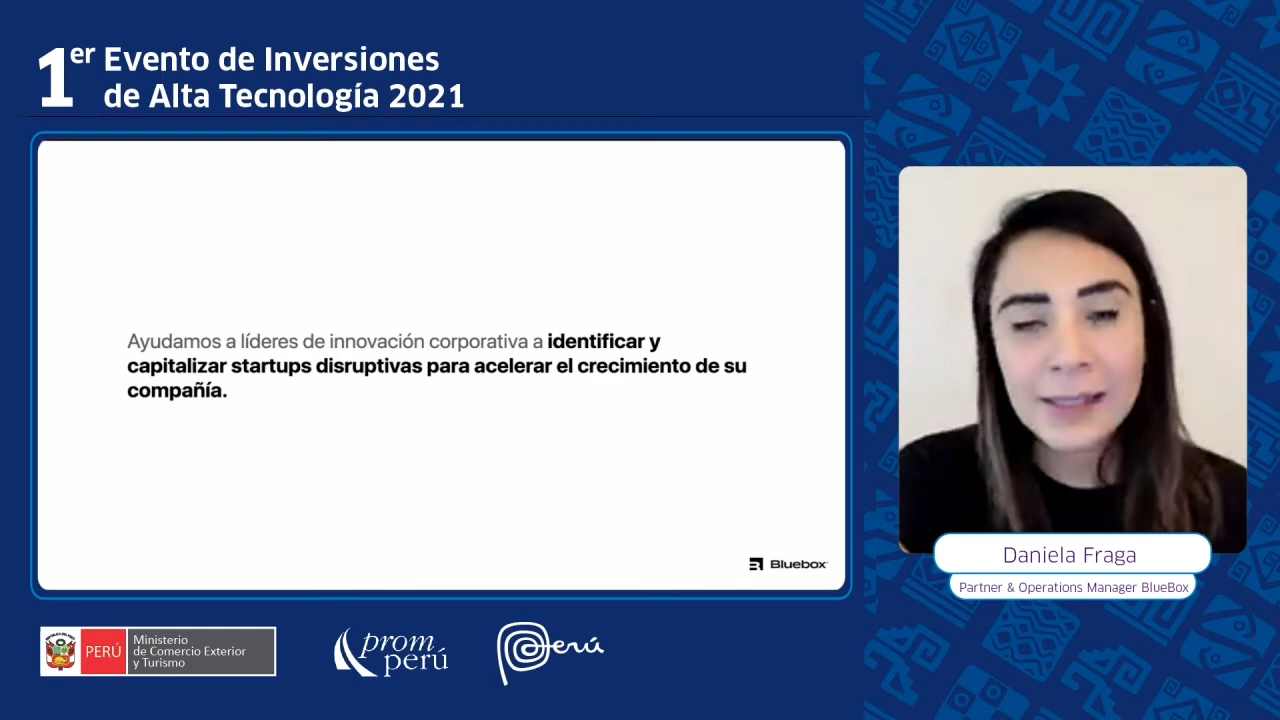 1er Evento de Inversiones
de Alta Tecnología 2021
Ayudamos a líderes de innovación corporativa a identificar y
capitalizar startups disruptivas para acelerar el crecimiento de su
compañía.
Bluebox
Daniela Fraga
Partner & Operations Manager BlueBox
PERÚ
Ministerio
de Comercio Exterior
y Turismo
prom
perú
Perú